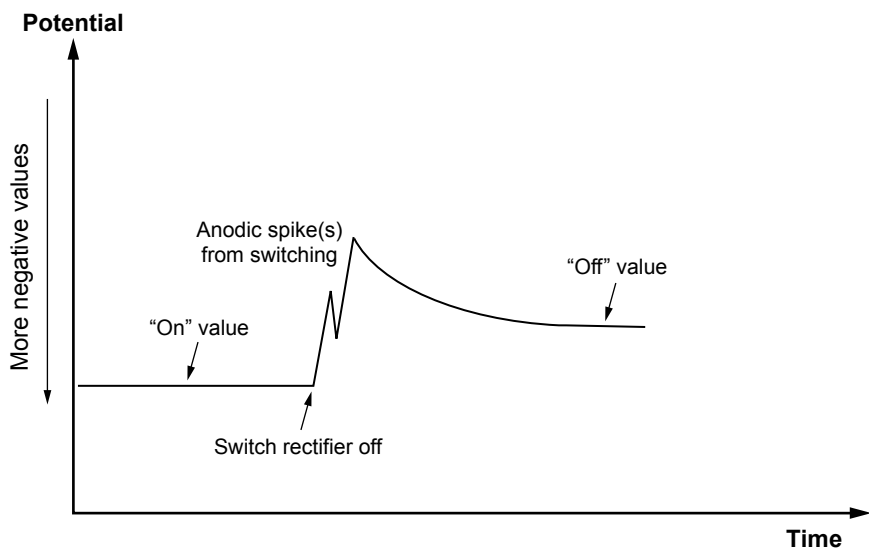 Potential
More negative values
Anodic spike(s)
from switching
“Off” value
“On” value
Switch rectifier off
Time